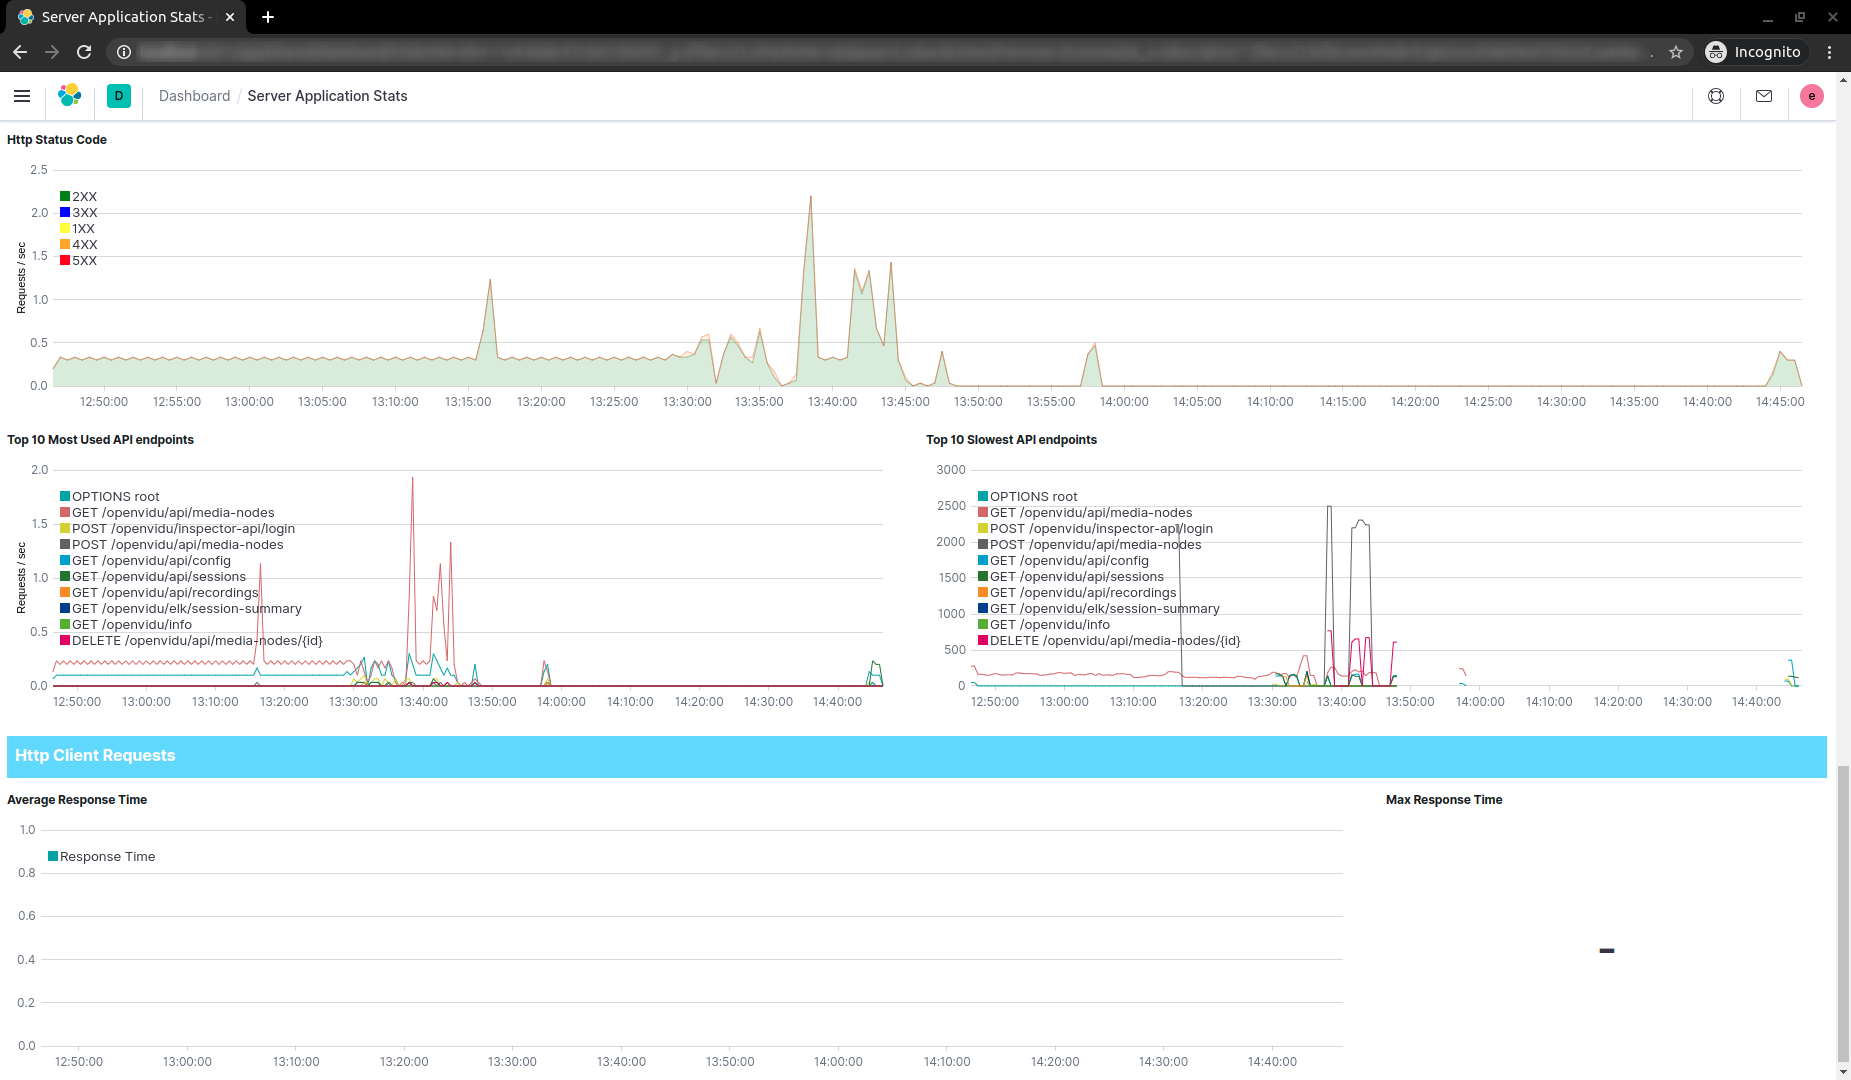 Server Application Stats -
Incognito
D
Dashboard / Server Application Stats
e
Http Status Code
2.5
2.0
1.5
1.0
0.5
0.0
Requests / sec
2XX
3XX
1XX
4XX
5XX
12:50:00 12:55:00 13:00:00 13:05:00 13:10:00 13:15:00 13:20:00 13:25:00 13:30:00 13:35:00 13:40:00 13:45:00 13:50:00 13:55:00 14:00:00 14:05:00 14:10:00 14:15:00 14:20:00 14:25:00 14:30:00 14:35:00 14:40:00 14:45:00
Top 10 Most Used API endpoints
2.0
1.5
1.0
0.5
0.0
Requests / sec
OPTIONS root
GET /openvidu/api/media-nodes
POST /openvidu/inspector-api/login
POST /openvidu/api/media-nodes
GET /openvidu/api/config
GET /openvidu/api/sessions
GET /openvidu/api/recordings
GET /openvidu/elk/session-summary
GET /openvidu/info
DELETE /openvidu/api/media-nodes/{id}
12:50:00 13:00:00 13:10:00 13:20:00 13:30:00 13:40:00 13:50:00 14:00:00 14:10:00 14:20:00 14:30:00 14:40:00
Top 10 Slowest API endpoints
3000
2500
2000
1500
1000
500
0
OPTIONS root
GET /openvidu/api/media-nodes
POST /openvidu/inspector-api/login
POST /openvidu/api/media-nodes
GET /openvidu/api/config
GET /openvidu/api/sessions
GET /openvidu/api/recordings
GET /openvidu/elk/session-summary
GET /openvidu/info
DELETE /openvidu/api/media-nodes/{id}
12:50:00 13:00:00 13:10:00 13:20:00 13:30:00 13:40:00 13:50:00 14:00:00 14:10:00 14:20:00 14:30:00 14:40:00
Http Client Requests
Average Response Time
1.0
0.8
0.6
0.4
0.2
0.0
Response Time
12:50:00 13:00:00 13:10:00 13:20:00 13:30:00 13:40:00 13:50:00 14:00:00 14:10:00 14:20:00 14:30:00 14:40:00
Max Response Time
-